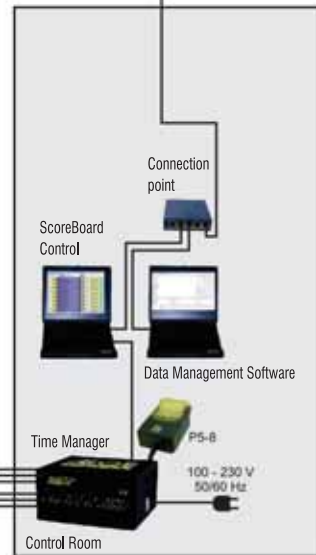 Connection
point
ScoreBoard
Control
Data Management Software
P5-8
Time Manager
100 - 230 V
50/60 Hz
Control Room